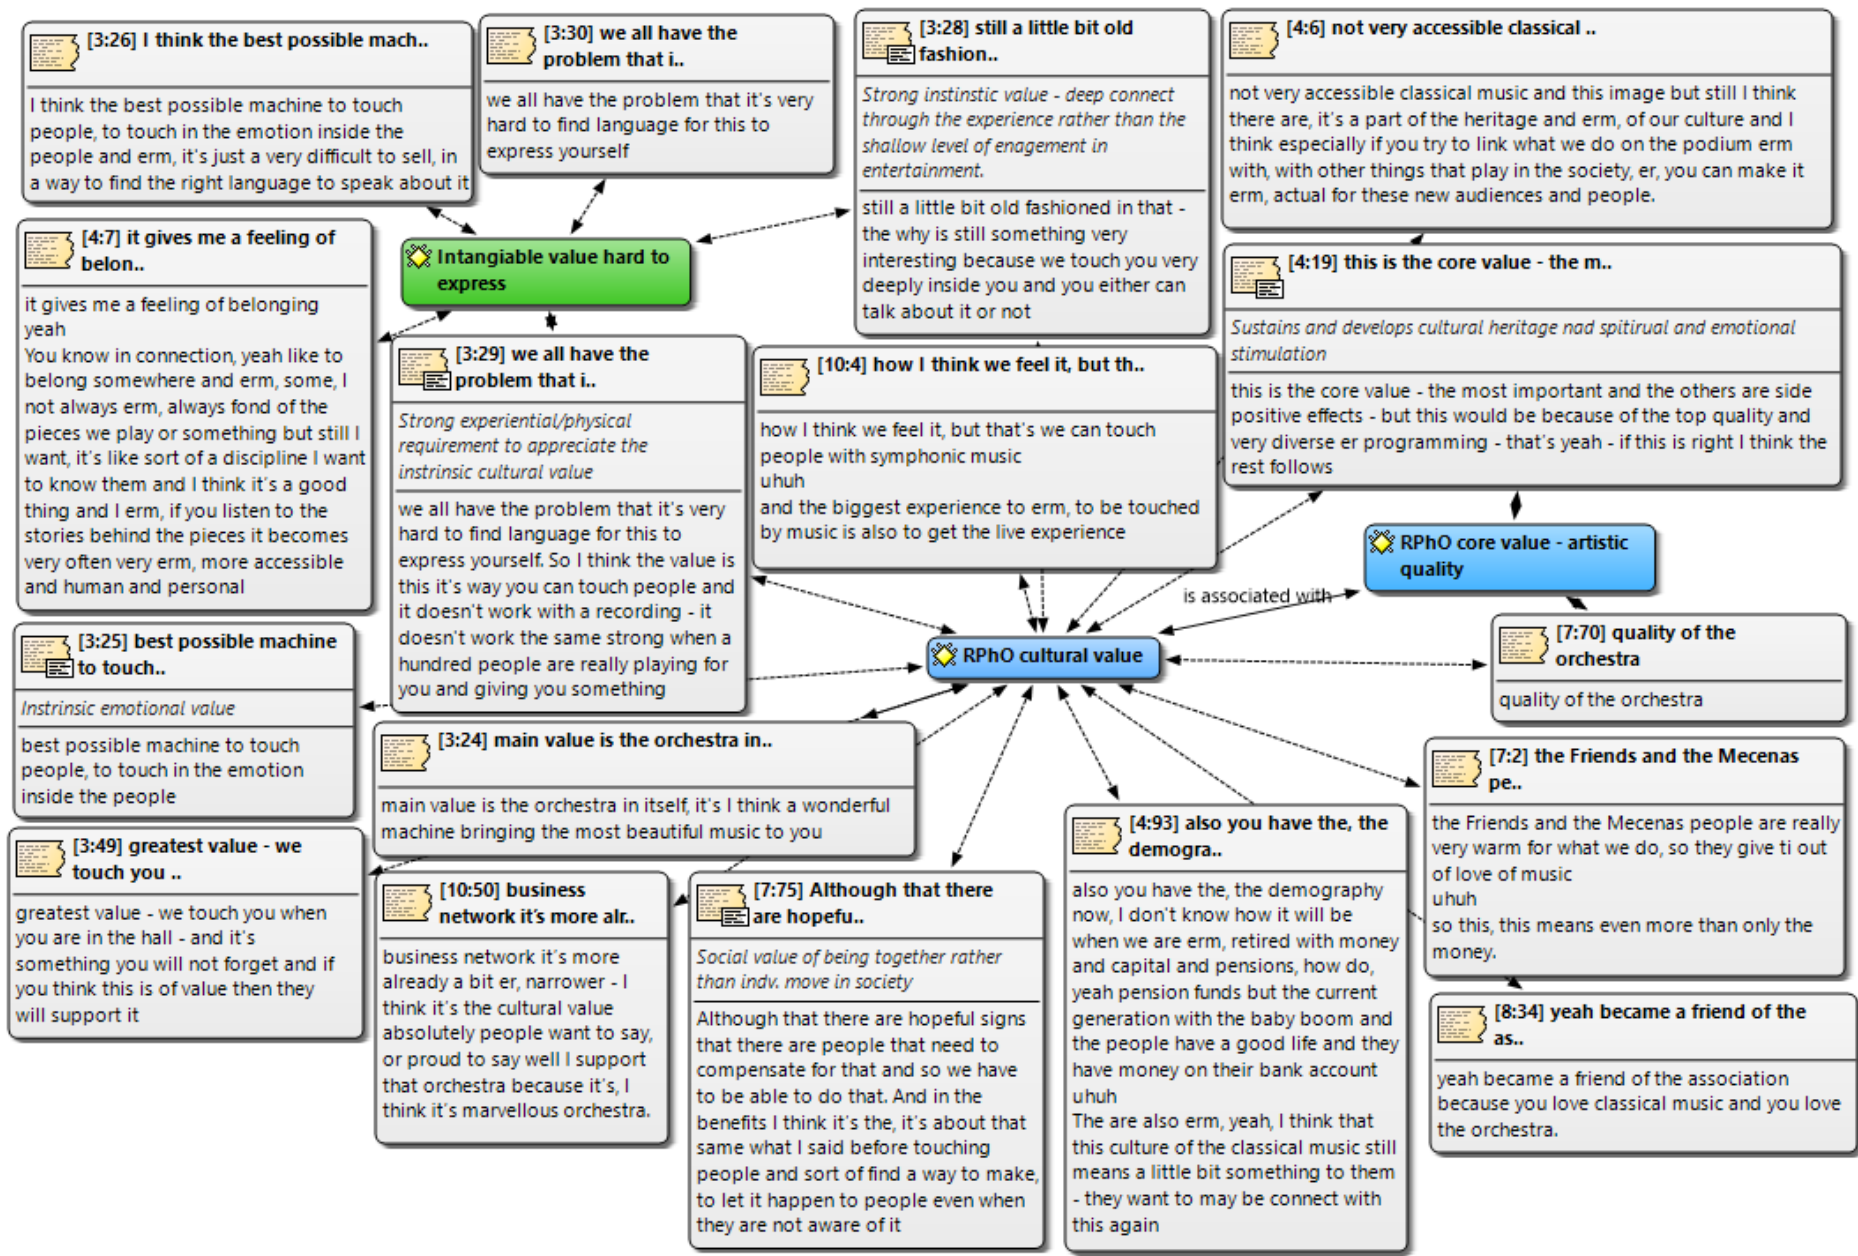 [3:26] I think the best possible mach..
I think the best possible machine to touch
people, to touch in the emotion inside the
people and erm, it's just a very difficult to sell, in
a way to find the right language to speak about it
[3:30] we all have the
problem that i..
we all have the problem that it's very
hard to find language for this to
express yourself
[3:28] still a little bit old
fashion..
Strong instinstic value - deep connect
through the experience rather than the
shallow level of enagement in
entertainment.
still a little bit old fashioned in that -
the why is still something very
interesting because we touch you very
deeply inside you and you either can
talk about it or not
[4:6] not very accessible classical ..
not very accessible classical music and this image but still I think
there are, it's a part of the heritage and erm, of our culture and I
think especially if you try to link what we do on the podium erm
with, with other things that play in the society, er, you can make it
erm, actual for these new audiences and people.
[4:7] it gives me a feeling of
belon..
it gives me a feeling of belonging
yeah
You know in connection, yeah like to
belong somewhere and erm, some, I
not always erm, always fond of the
pieces we play or something but still I
want, it's like sort of a discipline I want
to know them and I think it's a good
thing and I erm, if you listen to the
stories behind the pieces it becomes
very often very erm, more accessible
and human and personal
Intangiable value hard to
express
[4:19] this is the core value - the m..
Sustains and develops cultural heritage nad spitirual and emotional
stimulation
this is the core value - the most important and the others are side
positive effects - but this would be because of the top quality and
very diverse er programming - that's yeah - if this is right I think the
rest follows
[3:29] we all have the
problem that i..
Strong experiential/physical
requirement to appreciate the
instrinsic cultural value
we all have the problem that it's very
hard to find language for this to
express yourself. So I think the value is
this it's way you can touch people and
it doesn't work with a recording - it
doesn't work the same strong when a
hundred people are really playing for
you and giving you something
[10:4] how I think we feel it, but th..
how I think we feel it, but that's we can touch
people with symphonic music
uhuh
and the biggest experience to erm, to be touched
by music is also to get the live experience
RPhO core value - artistic
quality
is associated with
RPhO cultural value
[7:70] quality of the
orchestra
quality of the orchestra
[3:25] best possible machine
to touch..
Instrinsic emotional value
best possible machine to touch
people, to touch in the emotion
inside the people
[3:24] main value is the orchestra in..
main value is the orchestra in itself, it's I think a wonderful
machine bringing the most beautiful music to you
[7:2] the Friends and the Mecenas
pe..
the Friends and the Mecenas people are really
very warm for what we do, so they give ti out
of love of music
uhuh
so this, this means even more than only the
money.
[3:49] greatest value - we
touch you ..
greatest value - we touch you when
you are in the hall - and it's
something you will not forget and if
you think this is of value then they
will support it
[10:50] business
network it's more alr..
business network it's more
already a bit er, narrower - I
think it's the cultural value
absolutely people want to say,
or proud to say well I support
that orchestra because it's, I
think it's marvellous orchestra.
[7:75] Although that there
are hopefu..
Social value of being together rather
than indv. move in society
Although that there are hopeful signs
that there are people that need to
compensate for that and so we have
to be able to do that. And in the
benefits I think it's the, it's about that
same what I said before touching
people and sort of find a way to make,
to let it happen to people even when
they are not aware of it
[4:93] also you have the, the
demogra..
also you have the, the demography
now, I don't know how it will be
when we are erm, retired with money
and capital and pensions, how do,
yeah pension funds but the current
generation with the baby boom and
the people have a good life and they
have money on their bank account
uhuh
The are also erm, yeah, I think that
this culture of the classical music still
means a little bit something to them
- they want to may be connect with
this again
[8:34] yeah became a friend of the
as..
yeah became a friend of the association
because you love classical music and you love
the orchestra.